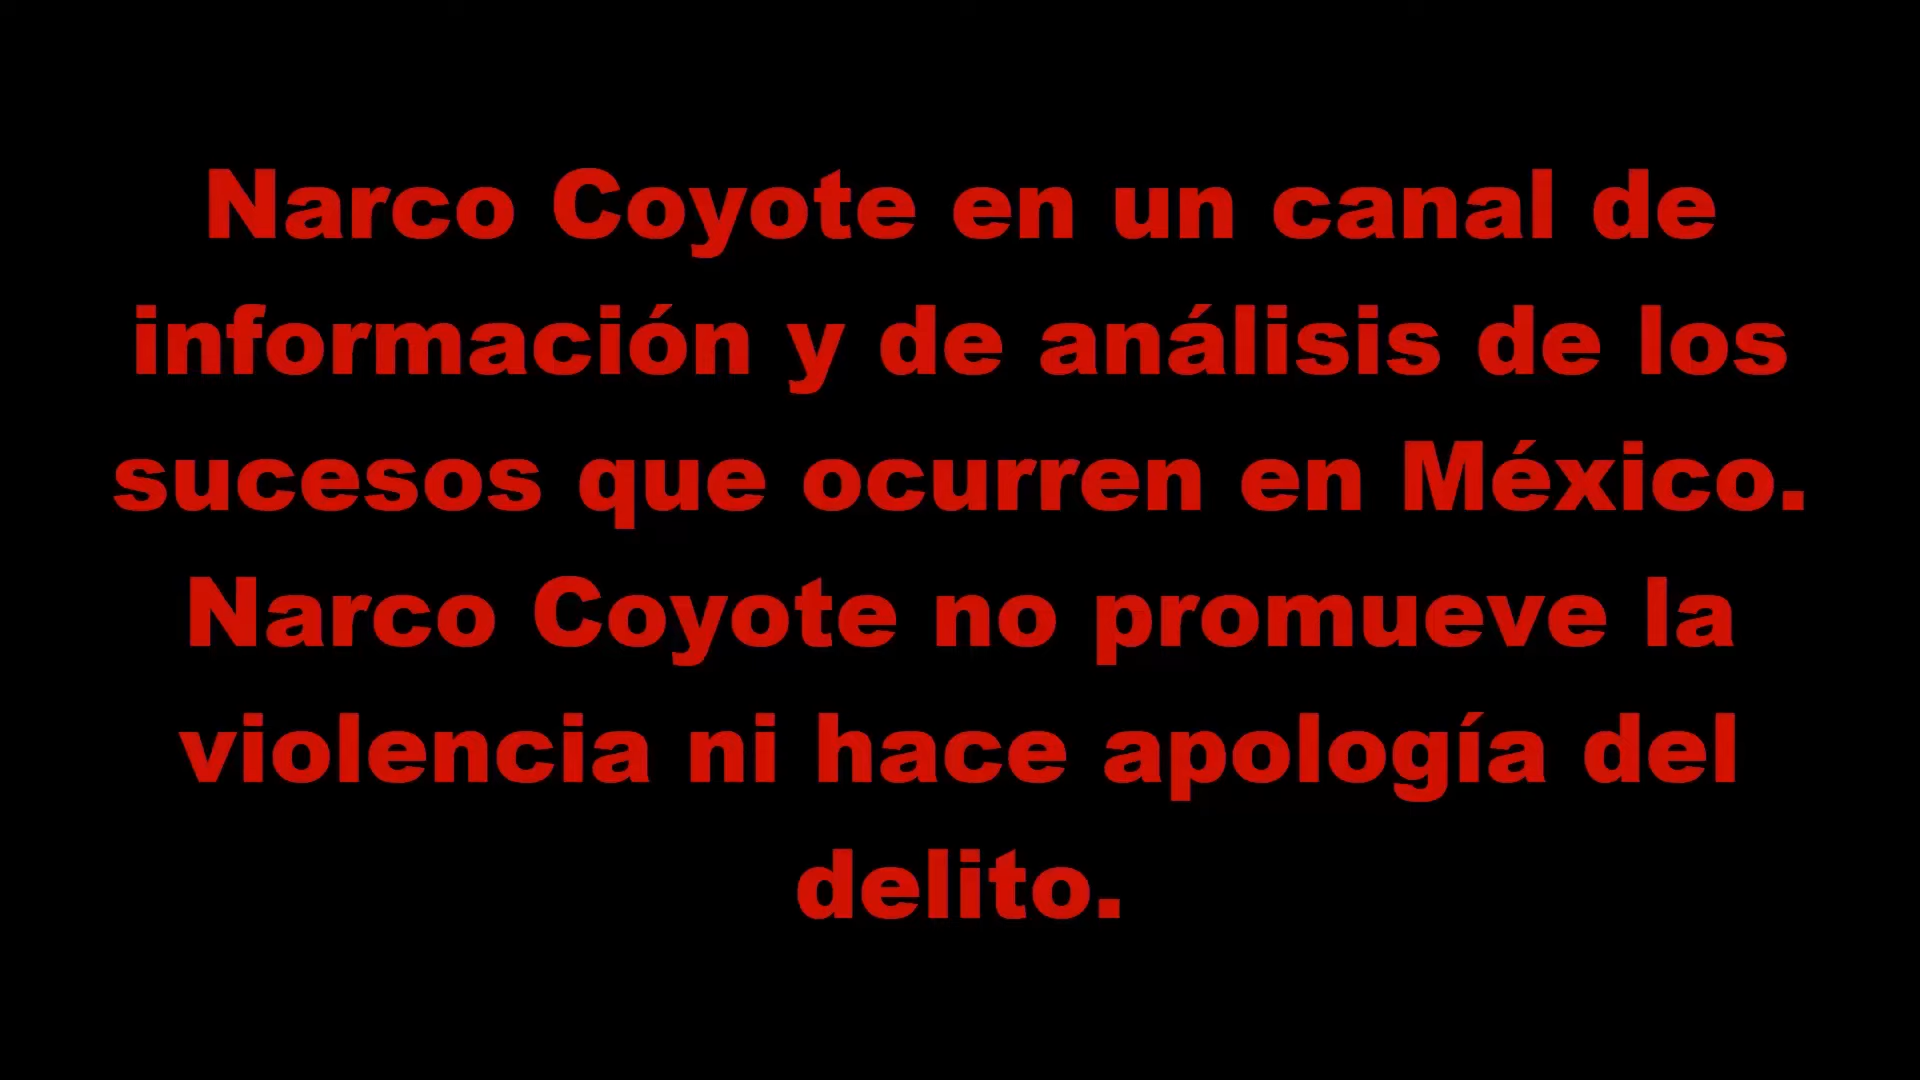 Narco Coyote en un canal de
información y de análisis de los
sucesos que ocurren en México.
Narco Coyote no promueve la
violencia ni hace apología del
delito.